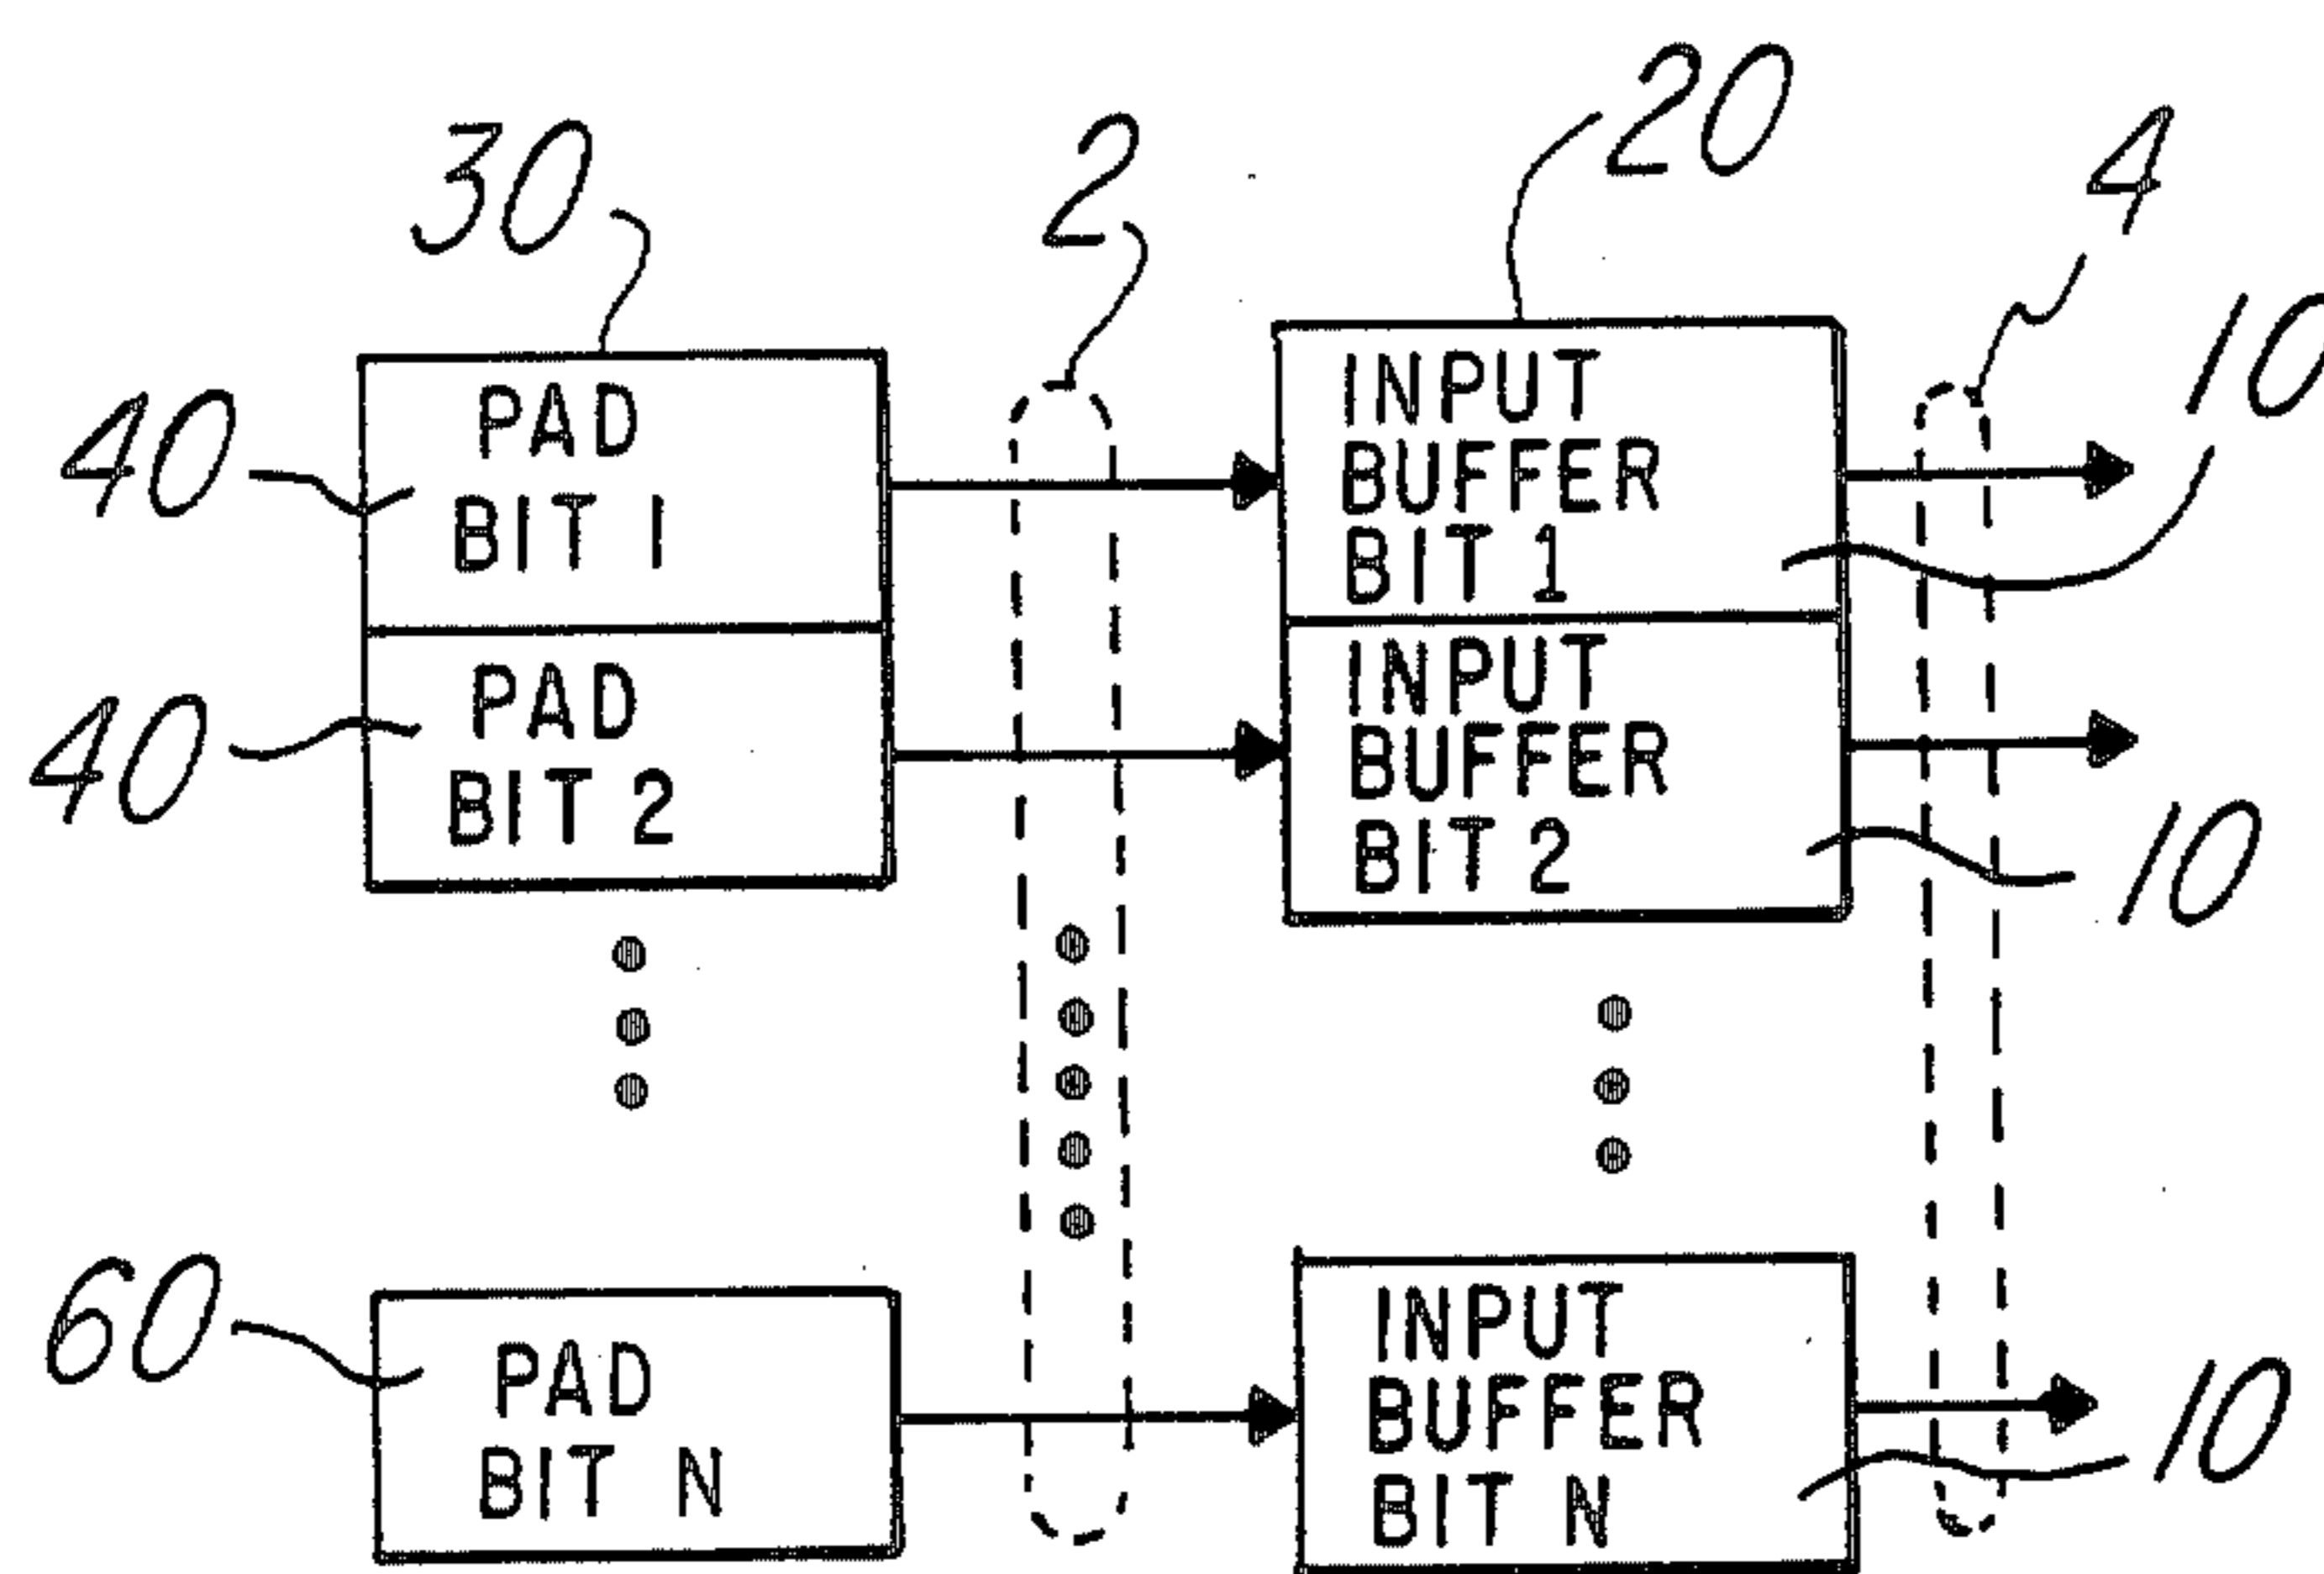 30
2
20
4
10
40
PAD
BIT 1
INPUT
BUFFER
BIT 1
40
PAD
BIT 2
INPUT
BUFFER
BIT 2
10
60
PAD
BIT N
INPUT
BUFFER
BIT N
10